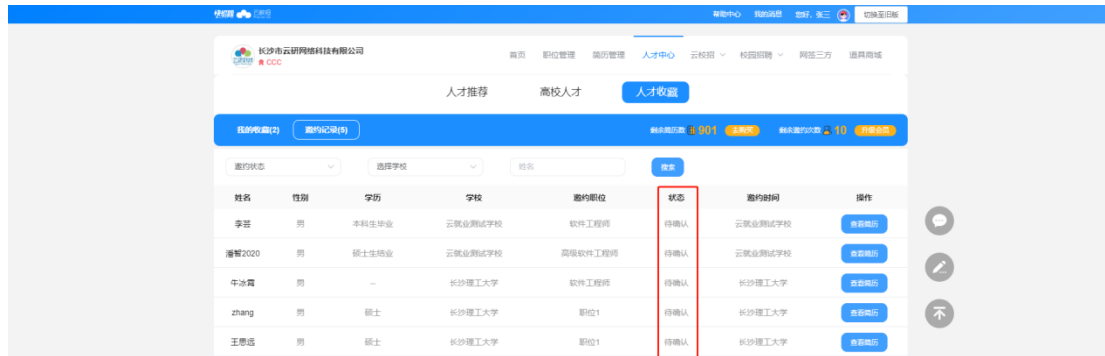 帮助中心 我的消息 您好，张三 切换至旧版
长沙市云研网络科技有限公司
CCC
首页 职位管理 简历管理 人才中心 云校招 校园招聘 网签三方 道具商城
人才推荐 高校人才 人才收藏
我的收藏(2) 邀约记录(5) 剩余简历数 901 去购买 剩余邀约次数 10 升级会员
邀约状态 选择学校 姓名 搜索
姓名 性别 学历 学校 邀约职位 状态 邀约时间 操作
李芸 男 本科生毕业 云就业测试学校 软件工程师 待确认 云就业测试学校 查看简历
潘智2020 男 硕士生结业 云就业测试学校 高级软件工程师 待确认 云就业测试学校 查看简历
牛冰霄 男 -- 长沙理工大学 软件工程师 待确认 长沙理工大学 查看简历
zhang 男 硕士 长沙理工大学 职位1 待确认 长沙理工大学 查看简历
王思远 男 硕士 长沙理工大学 职位1 待确认 长沙理工大学 查看简历